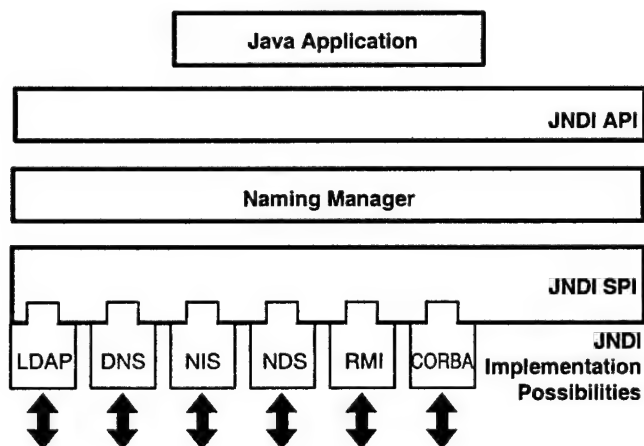 Java Application
JNDI API
Naming Manager
JNDI SPI
LDAP
DNS
NIS
NDS
RMI
CORBA
JNDI
Implementation
Possibilities